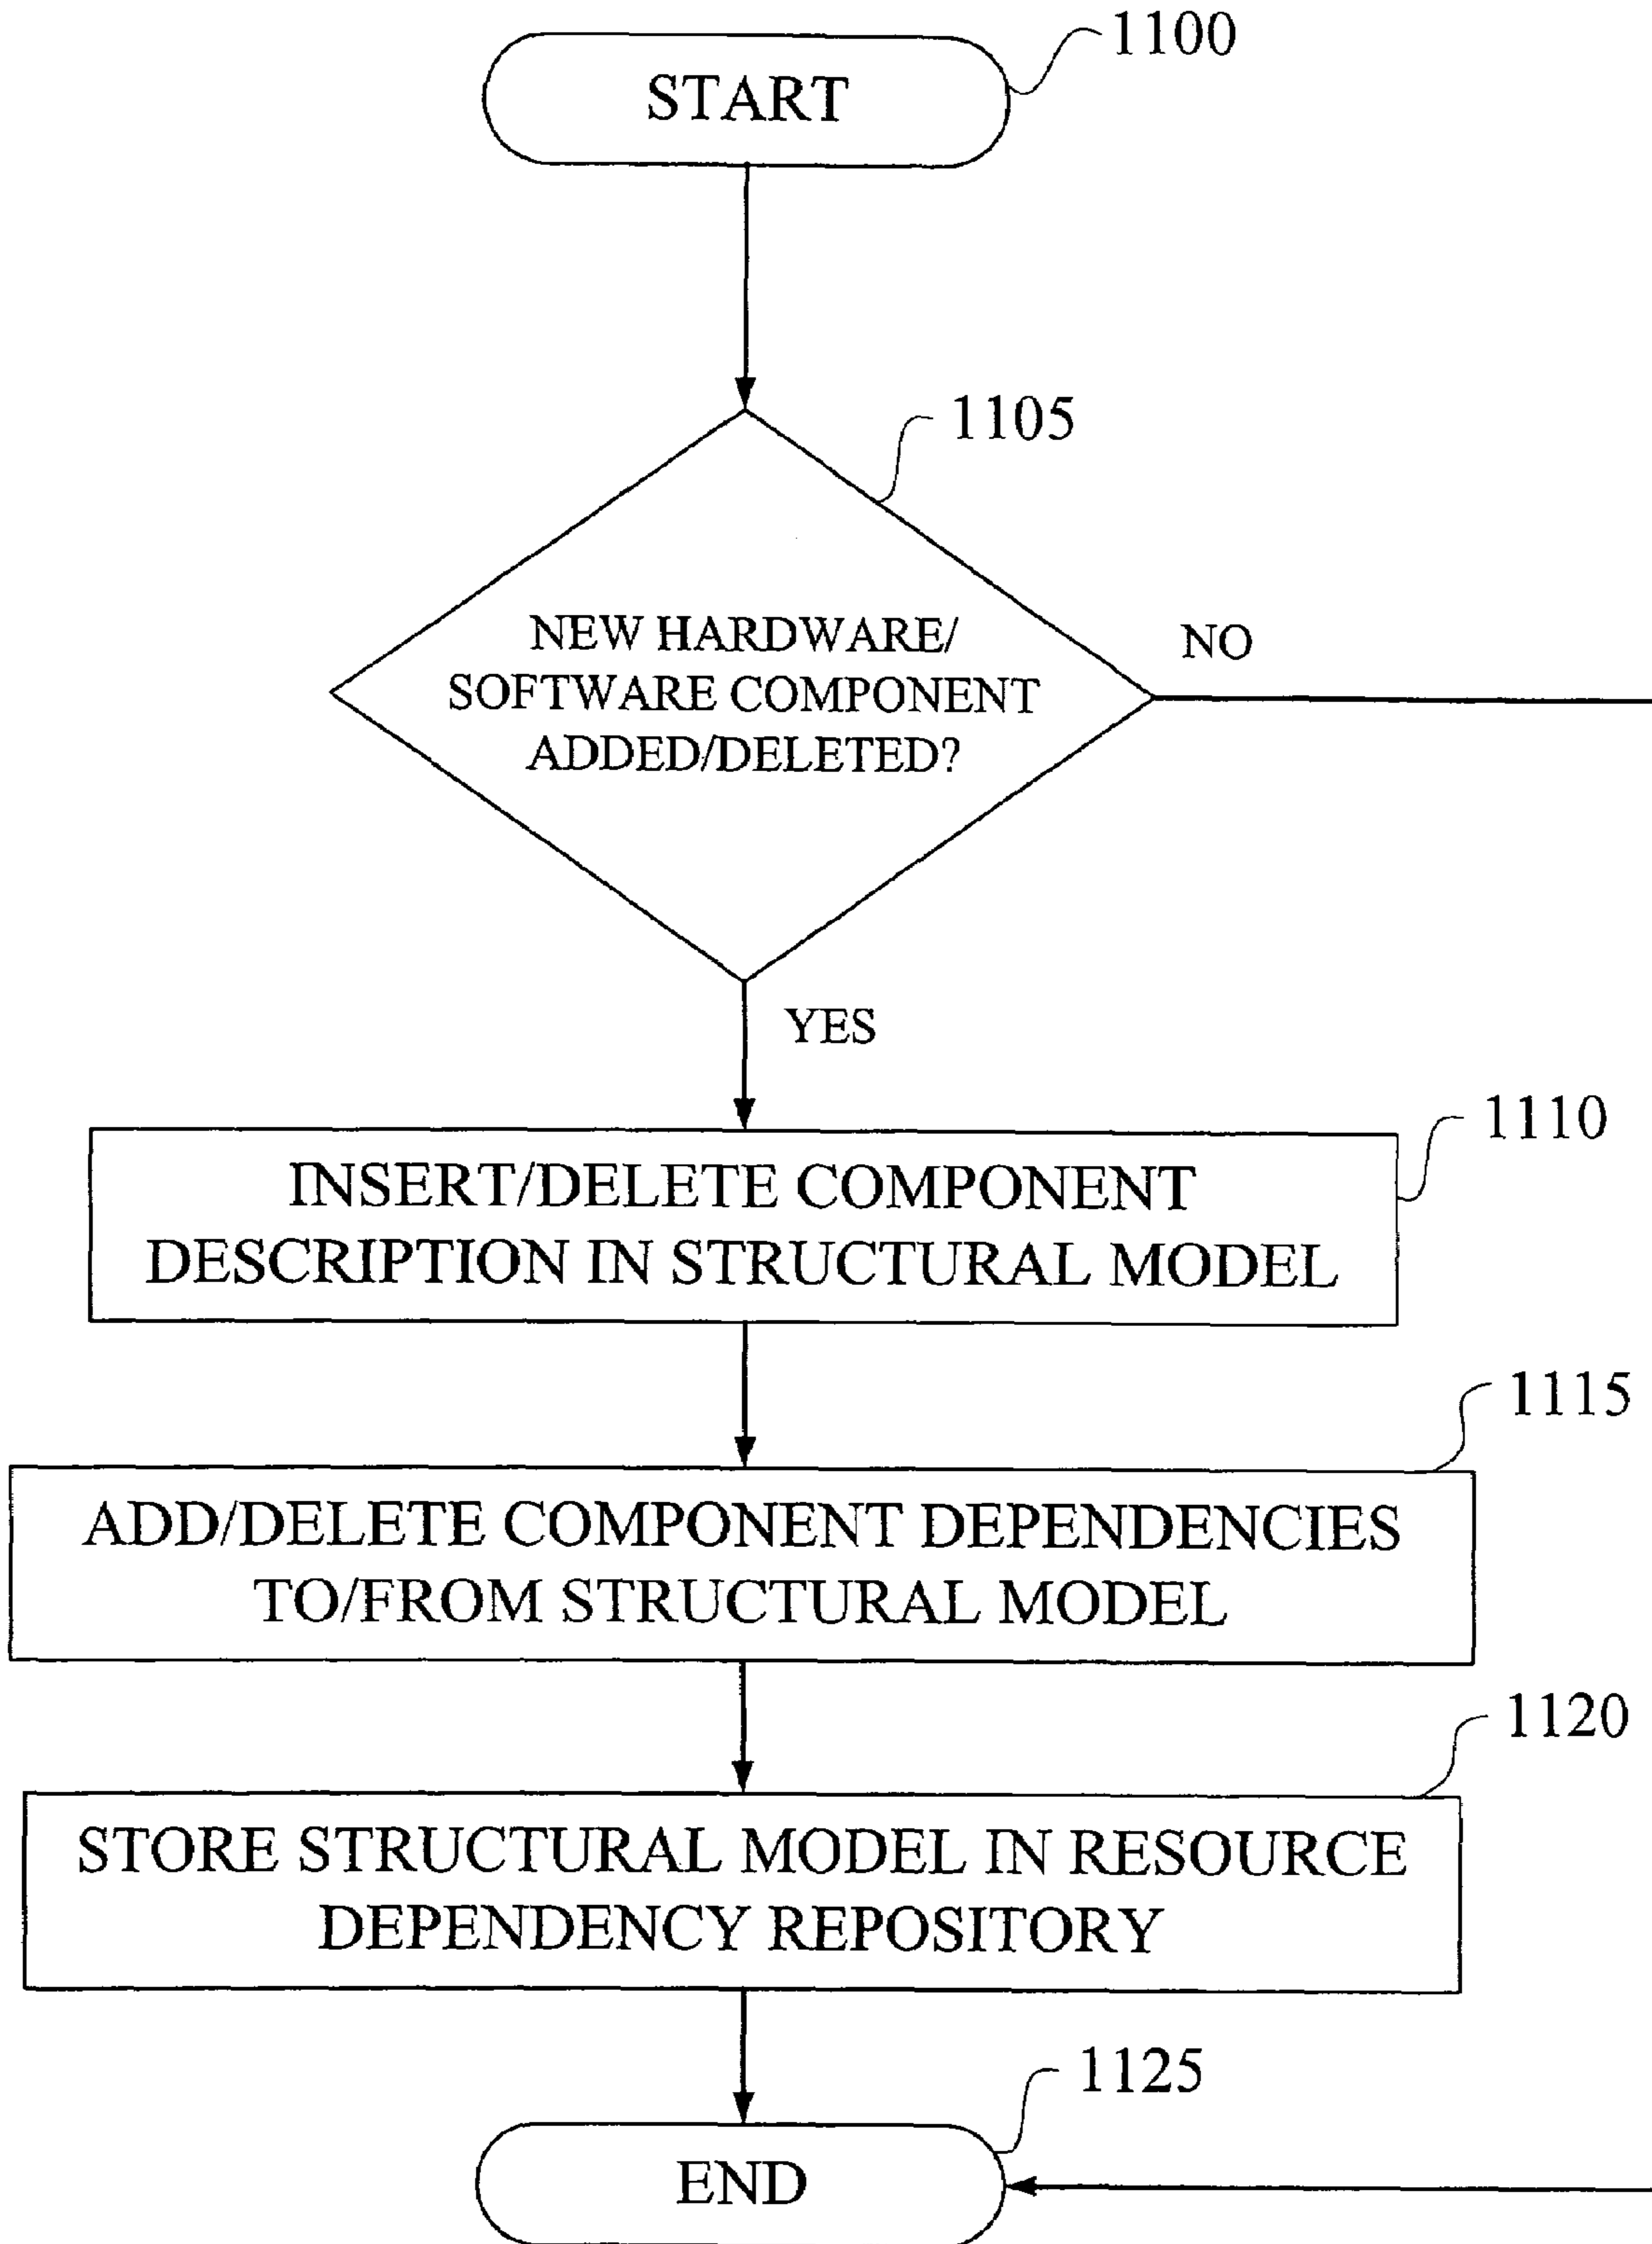 1100
START
1105
NEW HARDWARE/
SOFTWARE COMPONENT
ADDED/DELETED?
NO
YES
1110
INSERT/DELETE COMPONENT
DESCRIPTION IN STRUCTURAL MODEL
1115
ADD/DELETE COMPONENT DEPENDENCIES
TO/FROM STRUCTURAL MODEL
1120
STORE STRUCTURAL MODEL IN RESOURCE
DEPENDENCY REPOSITORY
1125
END